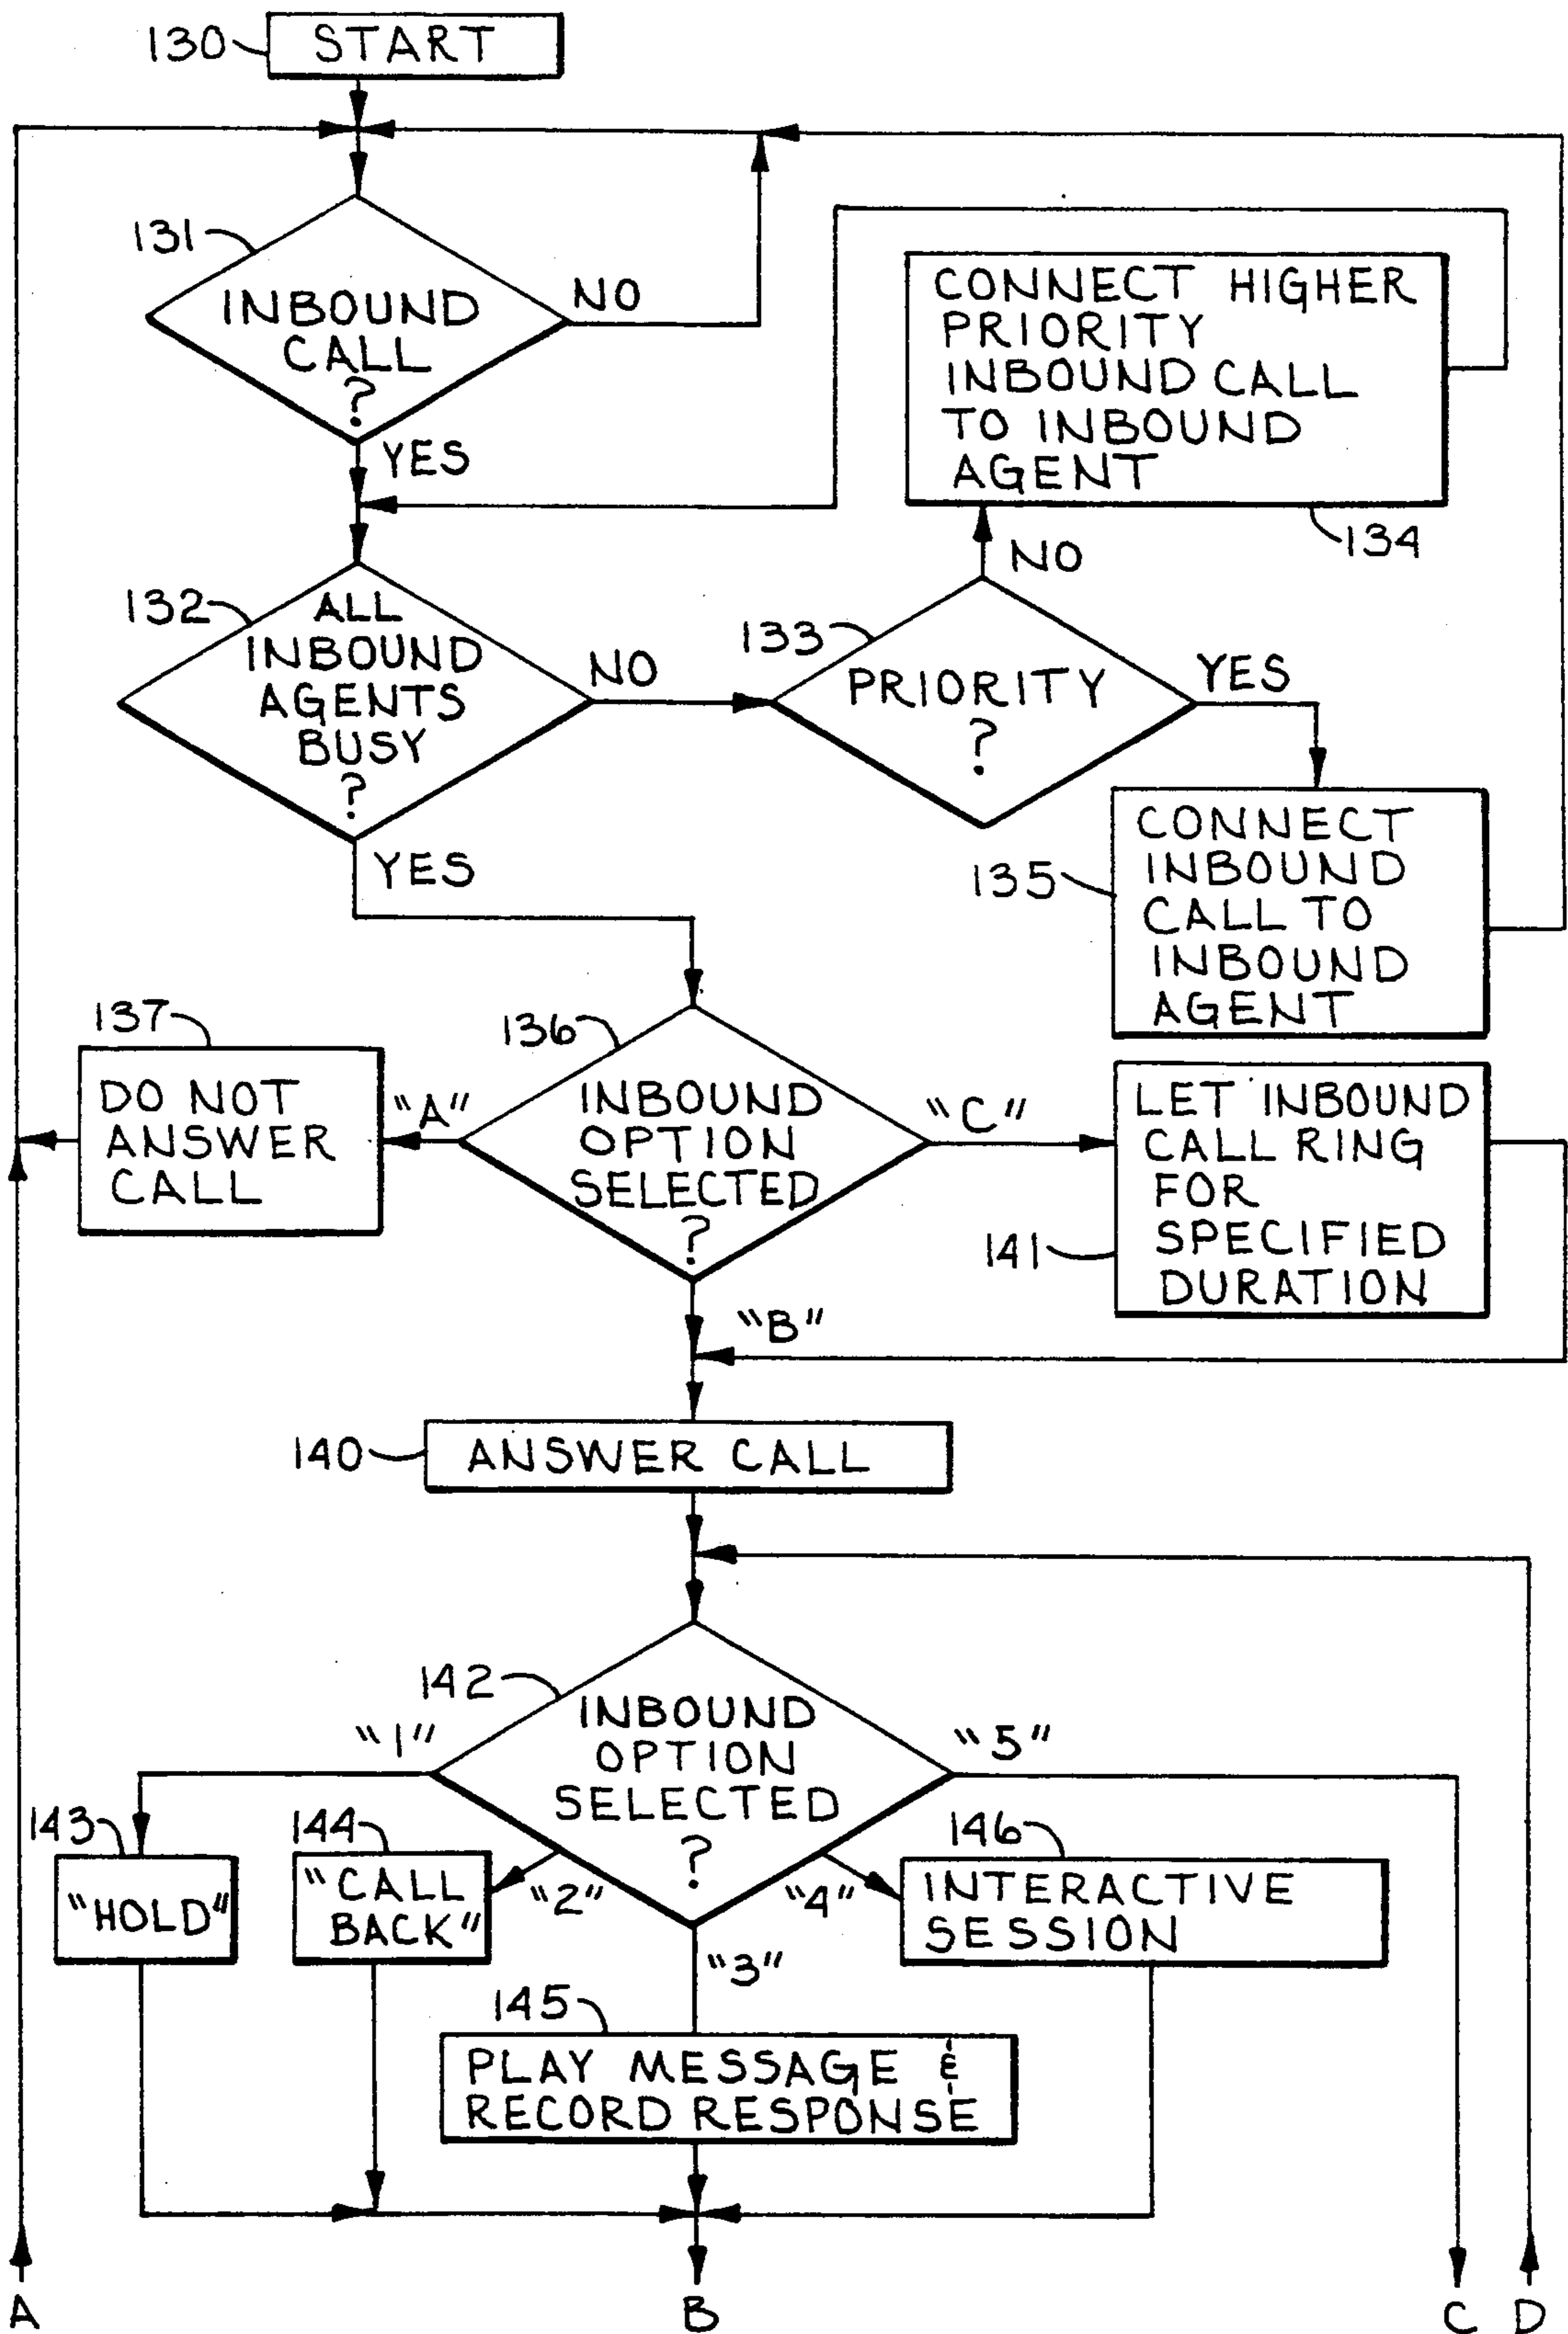 130
START
131
INBOUND
CALL
?
NO
YES
CONNECT HIGHER
PRIORITY
INBOUND CALL
TO INBOUND
AGENT
134
132
ALL
INBOUND
AGENTS
BUSY
?
NO
YES
133
PRIORITY
?
NO
YES
135
CONNECT
INBOUND
CALL TO
INBOUND
AGENT
137
DO NOT
ANSWER
CALL
"A"
136
INBOUND
OPTION
SELECTED
?
"C"
"B"
141
LET INBOUND
CALL RING
FOR
SPECIFIED
DURATION
140
ANSWER CALL
142
INBOUND
OPTION
SELECTED
?
"1"
"5"
143
"HOLD"
144
"CALL
BACK"
"2"
"3"
"4"
146
INTERACTIVE
SESSION
145
PLAY MESSAGE &
RECORD RESPONSE
A
B
C
D